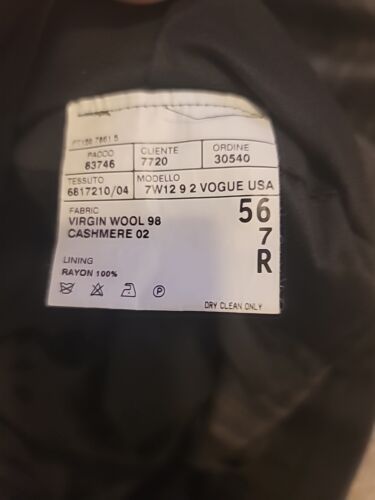 PACCO
83746
CLIENTE
7720
ORDINE
30540
TESSUTO
6817210/04
MODELLO
7W12 9 2 VOGUE USA
FABRIC
VIRGIN WOOL 98
CASHMERE 02
56
7
R
LINING
RAYON 100%
P
DRY CLEAN ONLY